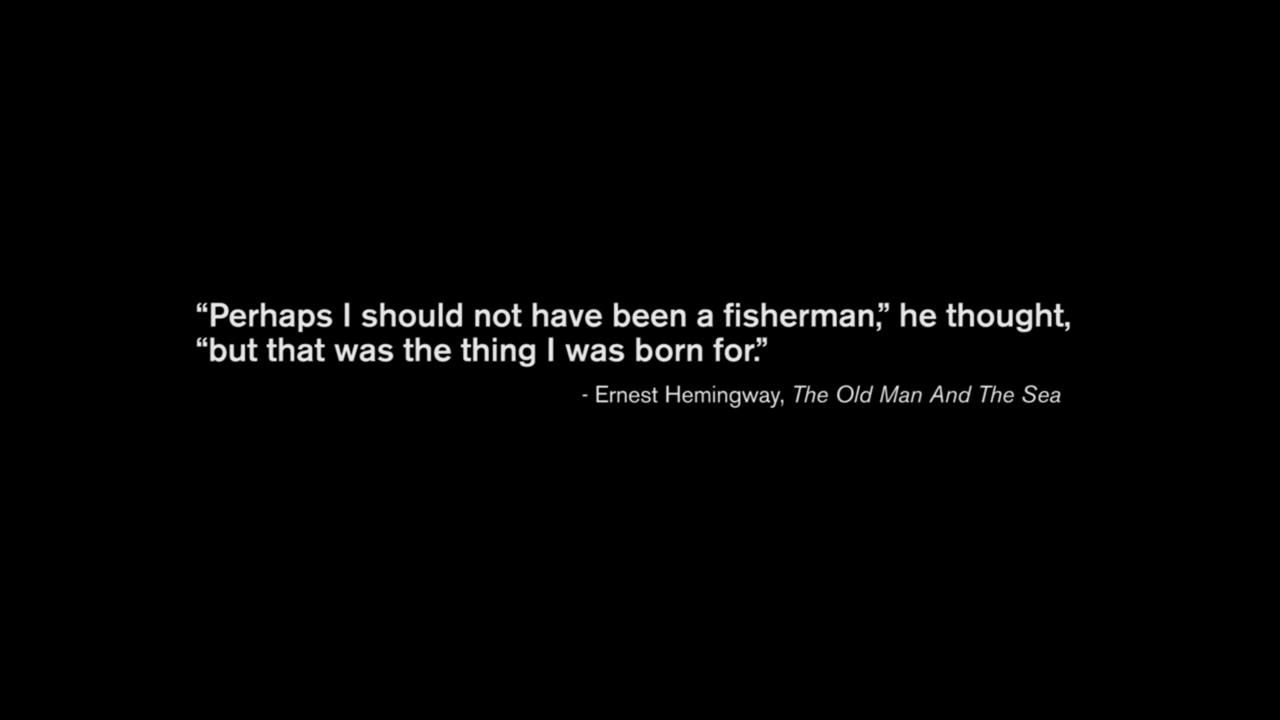 “Perhaps I should not have been a fisherman,” he thought,
“but that was the thing I was born for.”
- Ernest Hemingway, The Old Man And The Sea